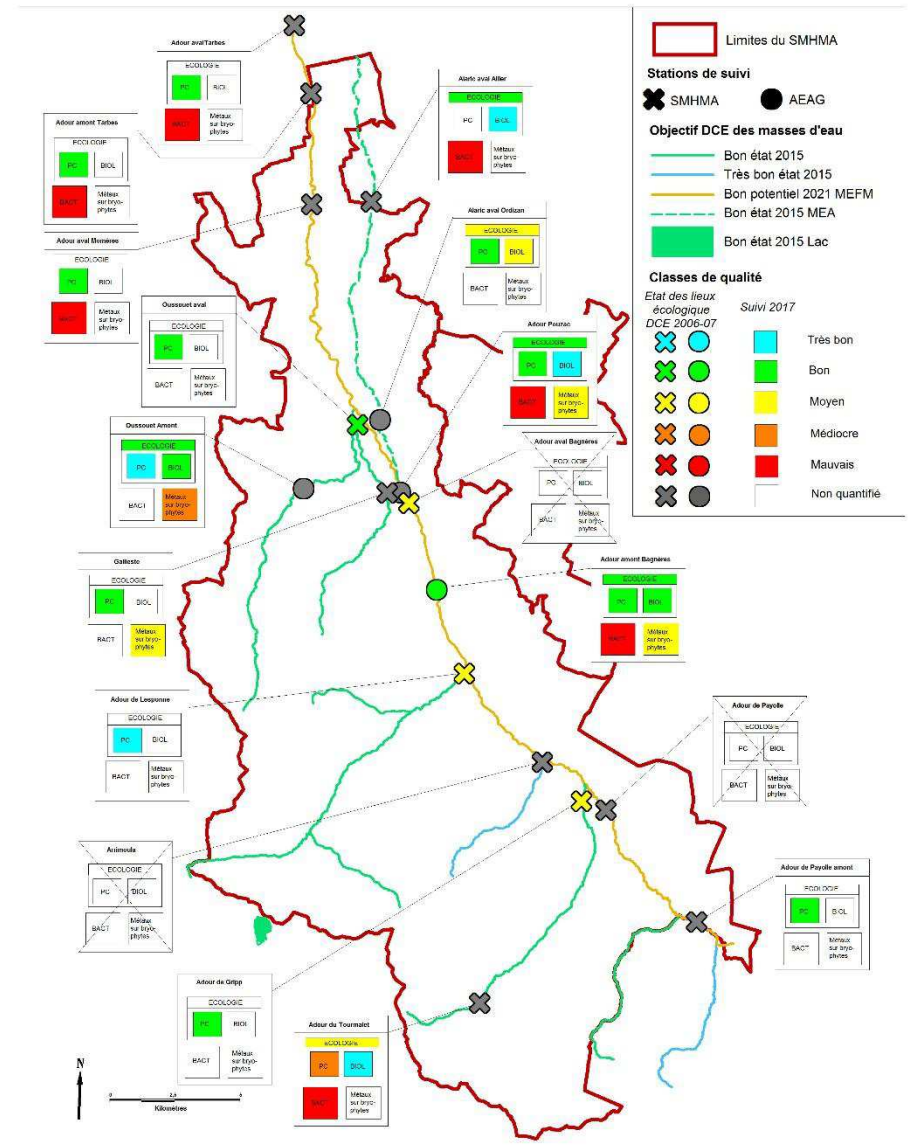 Adour aval Tarbes
ECOLOGIE
PC
BIOL
BACT
Métaux
sur bryo-
phytes
Adour amont Tarbes
ECOLOGIE
PC
BIOL
BACT
Métaux
sur bryo-
phytes
Adour aval Moméres
ECOLOGIE
PC
BIOL
BACT
Métaux
sur bryo-
phytes
Oussouet aval
ECOLOGIE
PC
BIOL
BACT
Métaux
sur bryo-
phytes
Oussouet Amont
ECOLOGIE
PC
BIOL
BACT
Métaux
sur bryo-
phytes
Gailleste
ECOLOGIE
PC
BIOL
BACT
Métaux
sur bryo-
phytes
Adour de Lesponne
ECOLOGIE
PC
BIOL
BACT
Métaux
sur bryo-
phytes
Arimoula
ECOLOGIE
PC
BIOL
BACT
Métaux
sur bryo-
phytes
Adour de Gripp
ECOLOGIE
PC
BIOL
BACT
Métaux
sur bryo-
phytes
Adour du Tourmalet
ECOLOGIE
PC
BIOL
BACT
Métaux
sur bryo-
phytes
Alaric aval Allier
ECOLOGIE
PC
BIOL
BACT
Métaux
sur bryo-
phytes
Alaric aval Ordizan
ECOLOGIE
PC
BIOL
BACT
Métaux
sur bryo-
phytes
Adour Pouzac
ECOLOGIE
PC
BIOL
BACT
Métaux
sur bryo-
phytes
Adour aval Bagnères
ECOLOGIE
PC
BIOL
BACT
Métaux
sur bryo-
phytes
Adour amont Bagnères
ECOLOGIE
PC
BIOL
BACT
Métaux
sur bryo-
phytes
Adour de Payolle
ECOLOGIE
PC
BIOL
BACT
Métaux
sur bryo-
phytes
Adour de Payolle amont
ECOLOGIE
PC
BIOL
BACT
Métaux
sur bryo-
phytes
Limites du SMHMA
Stations de suivi
SMHMA
AEAG
Objectif DCE des masses d'eau
Bon état 2015
Très bon état 2015
Bon potentiel 2021 MEFM
Bon état 2015 MEA
Bon état 2015 Lac
Classes de qualité
Etat des lieux
écologique
DCE 2006-07
Suivi 2017
Très bon
Bon
Moyen
Médiocre
Mauvais
Non quantifié
N
0 2,5 5
Kilomètres